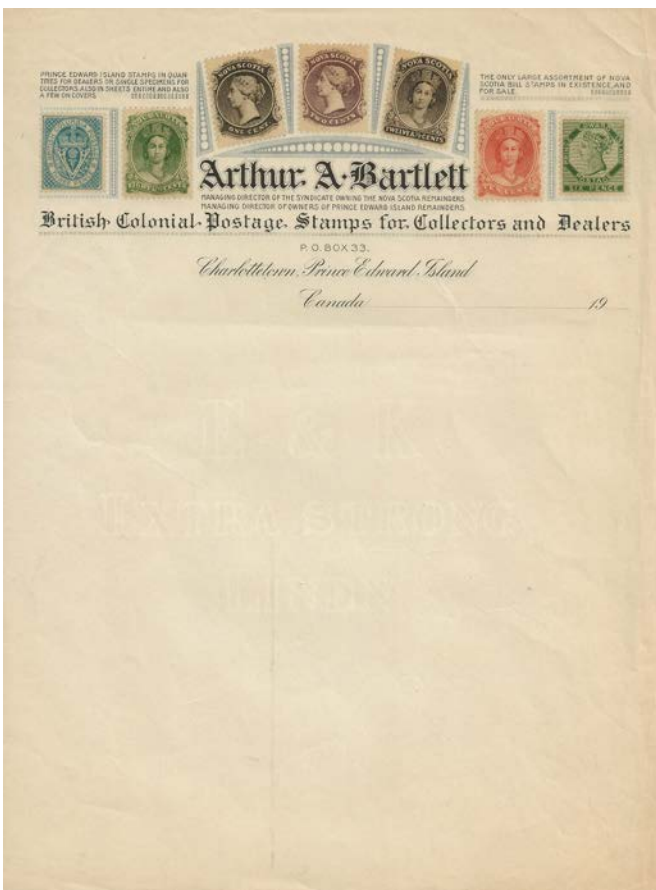 PRINCE EDWARD ISLAND STAMPS IN QUAN
TITIES FOR DEALERS OR SINGLE SPECIMENS FOR
COLLECTORS. ALSO IN SHEETS ENTIRE AND ALSO
A FEW ON COVERS
THE ONLY LARGE ASSORTMENT OF NOVA
SCOTIA BILL STAMPS IN EXISTENCE, AND
FOR SALE
NOVA SCOTIA
ONE CENT
NOVA SCOTIA
TWO CENTS
NOVA SCOTIA
SIX PENCE
Arthur A. Bartlett
MANAGING DIRECTOR OF THE SYNDICATE OWNING THE NOVA SCOTIA REMAINDERS
MANAGING DIRECTOR OF OWNERS OF PRINCE EDWARD ISLAND REMAINDERS
British Colonial Postage Stamps for Collectors and Dealers
P.O. BOX 33.
Charlottetown, Prince Edward Island
Canada 19